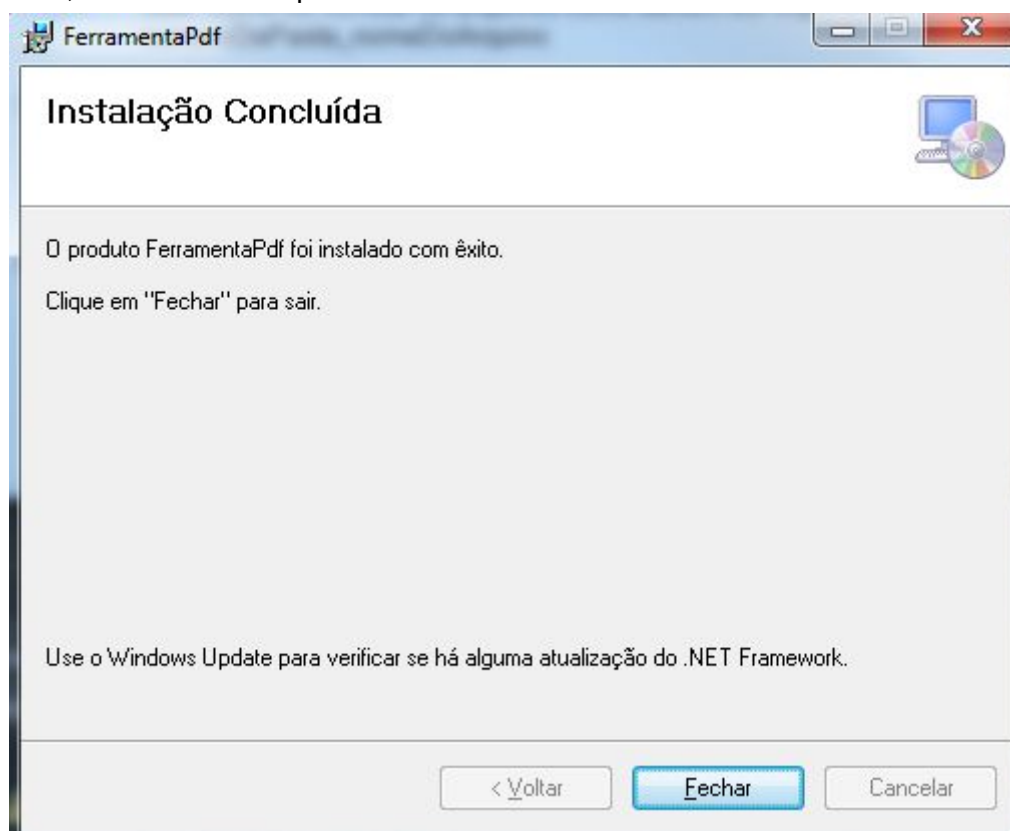 FerramentaPdf
Instalação Concluída
O produto FerramentaPdf foi instalado com êxito.
Clique em "Fechar" para sair.
Use o Windows Update para verificar se há alguma atualização do .NET Framework.
< Voltar Fechar Cancelar